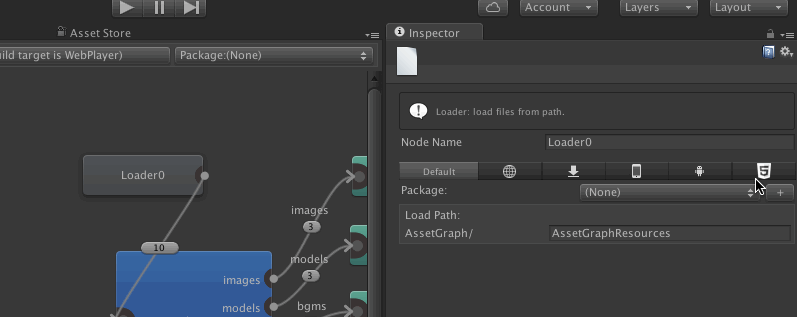 Account
Layers
Layout
Asset Store
Inspector
uild target is WebPlayer)
Package:(None)
Loader: load files from path.
Node Name
Loader0
Default
Package:
(None)
+
Load Path:
AssetGraph/
AssetGraphResources
Loader0
10
images
3
images
models
3
models
bgms